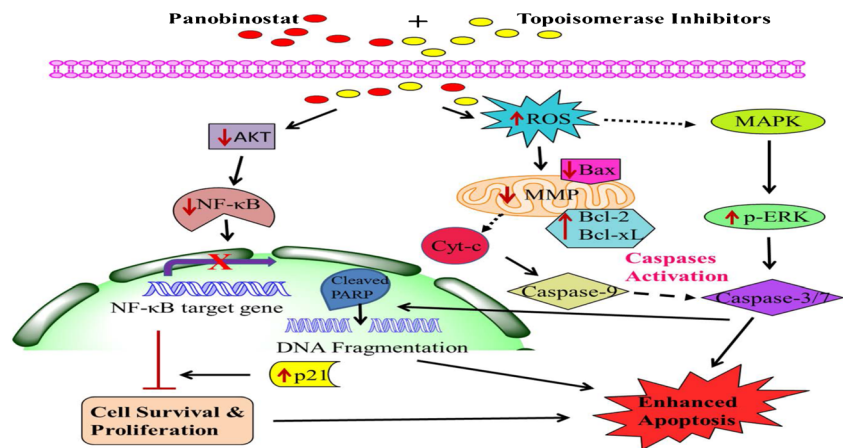 Panobinostat + Topoisomerase Inhibitors
↓AKT
↑ROS
MAPK
↓Bax
↓NF-κB
↓ MMP
↑ Bcl-2
Bcl-xL
↑ p-ERK
Cyt-c
X
Caspases
Activation
Cleaved
PARP
Caspase-9
Caspase-3/7
NF-κB target gene
DNA Fragmentation
↑p21
Cell Survival &
Proliferation
Enhanced
Apoptosis